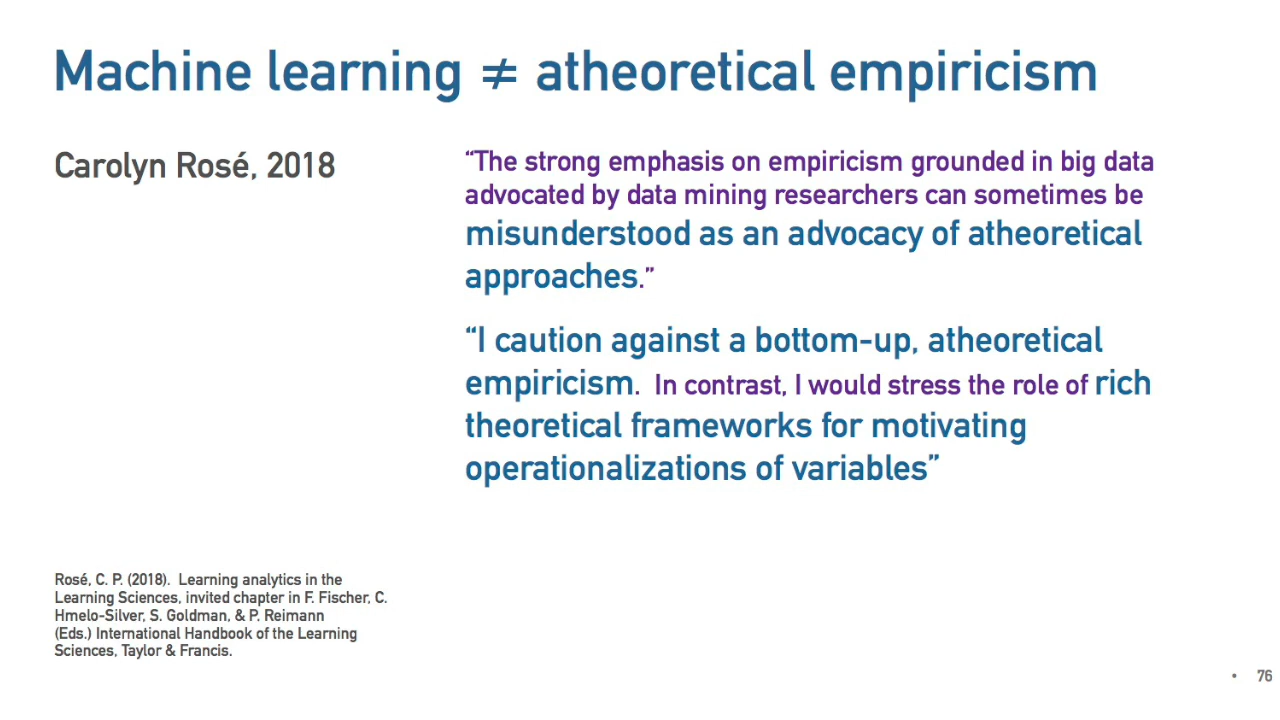 Machine learning ≠ atheoretical empiricism
Carolyn Rosé, 2018
“The strong emphasis on empiricism grounded in big data
advocated by data mining researchers can sometimes be
misunderstood as an advocacy of atheoretical
approaches.”
“I caution against a bottom-up, atheoretical
empiricism.  In contrast, I would stress the role of rich
theoretical frameworks for motivating
operationalizations of variables”
Rosé, C. P. (2018).  Learning analytics in the
Learning Sciences, invited chapter in F. Fischer, C.
Hmelo-Silver, S. Goldman, & P. Reimann
(Eds.) International Handbook of the Learning
Sciences, Taylor & Francis.
• 76